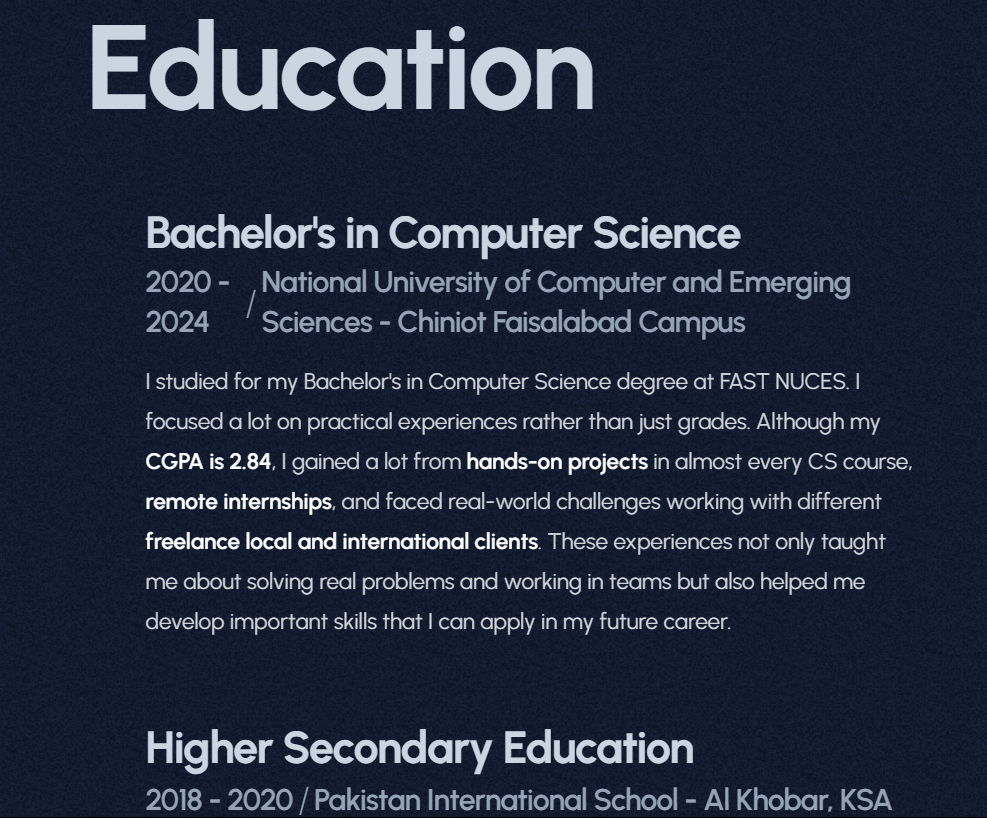 Education
Bachelor's in Computer Science
2020 - 2024 / National University of Computer and Emerging
Sciences - Chiniot Faisalabad Campus
I studied for my Bachelor's in Computer Science degree at FAST NUCES. I
focused a lot on practical experiences rather than just grades. Although my
CGPA is 2.84, I gained a lot from hands-on projects in almost every CS course,
remote internships, and faced real-world challenges working with different
freelance local and international clients. These experiences not only taught
me about solving real problems and working in teams but also helped me
develop important skills that I can apply in my future career.
Higher Secondary Education
2018 - 2020 / Pakistan International School - Al Khobar, KSA